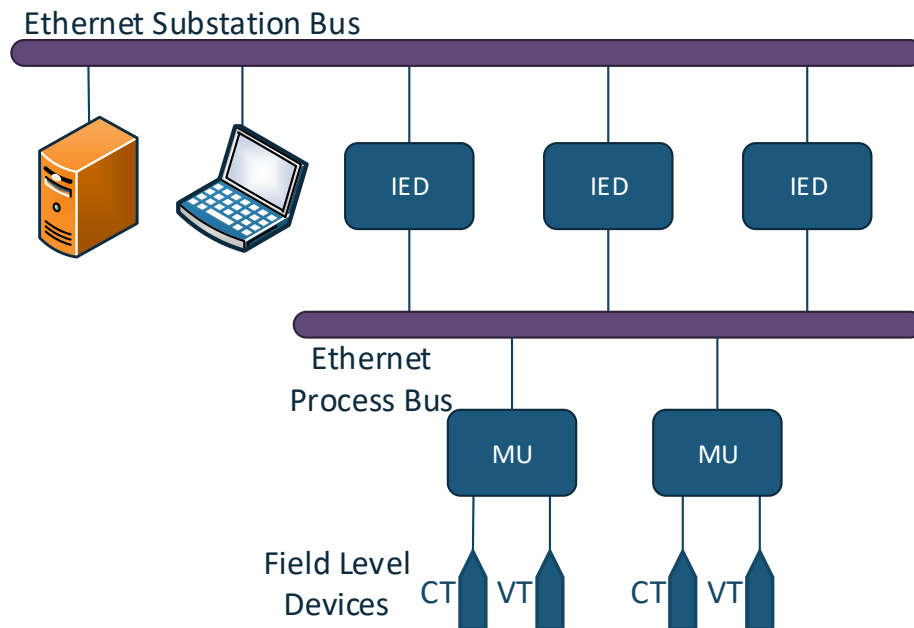 Ethernet Substation Bus
IED
IED
IED
Ethernet
Process Bus
MU
MU
Field Level
Devices
CT
VT
CT
VT